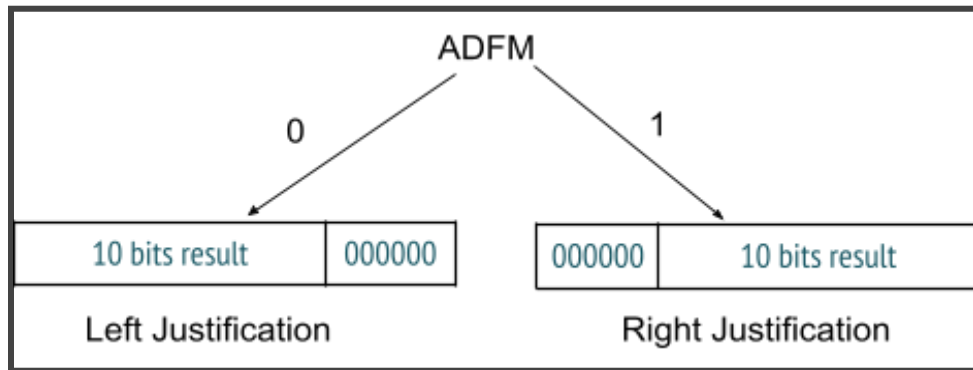 ADFM
0
1
10 bits result 000000
000000 10 bits result
Left Justification
Right Justification